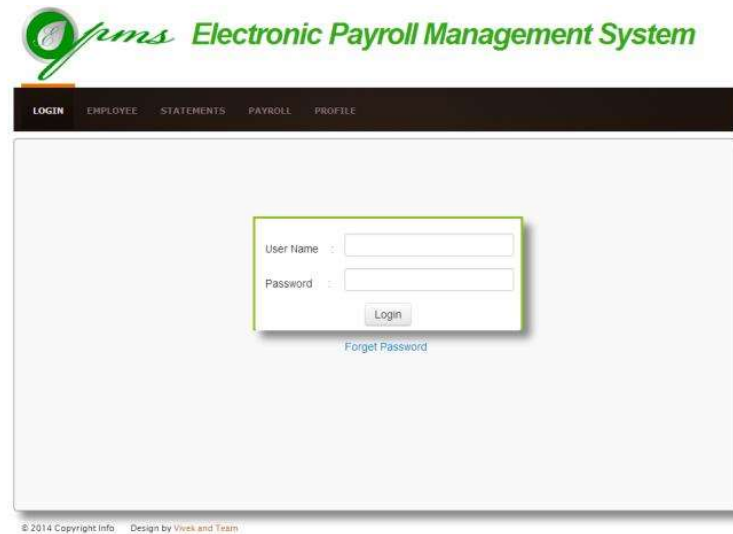 Epms Electronic Payroll Management System
LOGIN EMPLOYEE STATEMENTS PAYROLL PROFILE
User Name :
Password :
Login
Forget Password
© 2014 Copyright Info Design by Vivek and Team